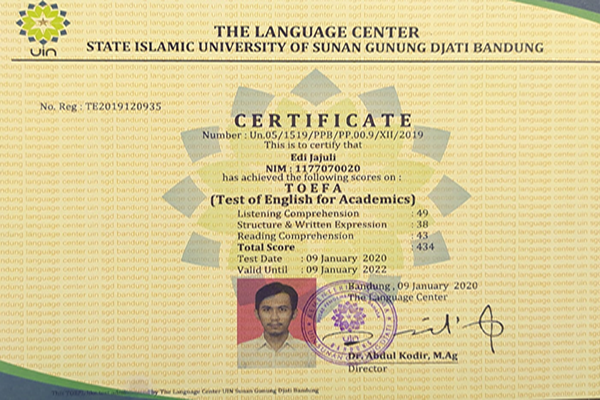 uin
THE LANGUAGE CENTER
STATE ISLAMIC UNIVERSITY OF SUNAN GUNUNG DJATI BANDUNG
No. Reg : TE2019120935
CERTIFICATE
Number : Un.05/1519/PPB/PP.00.9/XII/2019
This is to certify that
Edi Jajuli
NIM : 1177070020
has achieved the following scores on :
TOEFA
(Test of English for Academics)
Listening Comprehension : 49
Structure & Written Expression : 38
Reading Comprehension : 43
Total Score : 434
Test Date : 09 January 2020
Valid Until : 09 January 2022
Bandung, 09 January 2020
The Language Center
uin
BANDUNG
Dr. Abdul Kodir, M.Ag
Director
by The Language Center UIN Sunan Gunung Djati Bandung